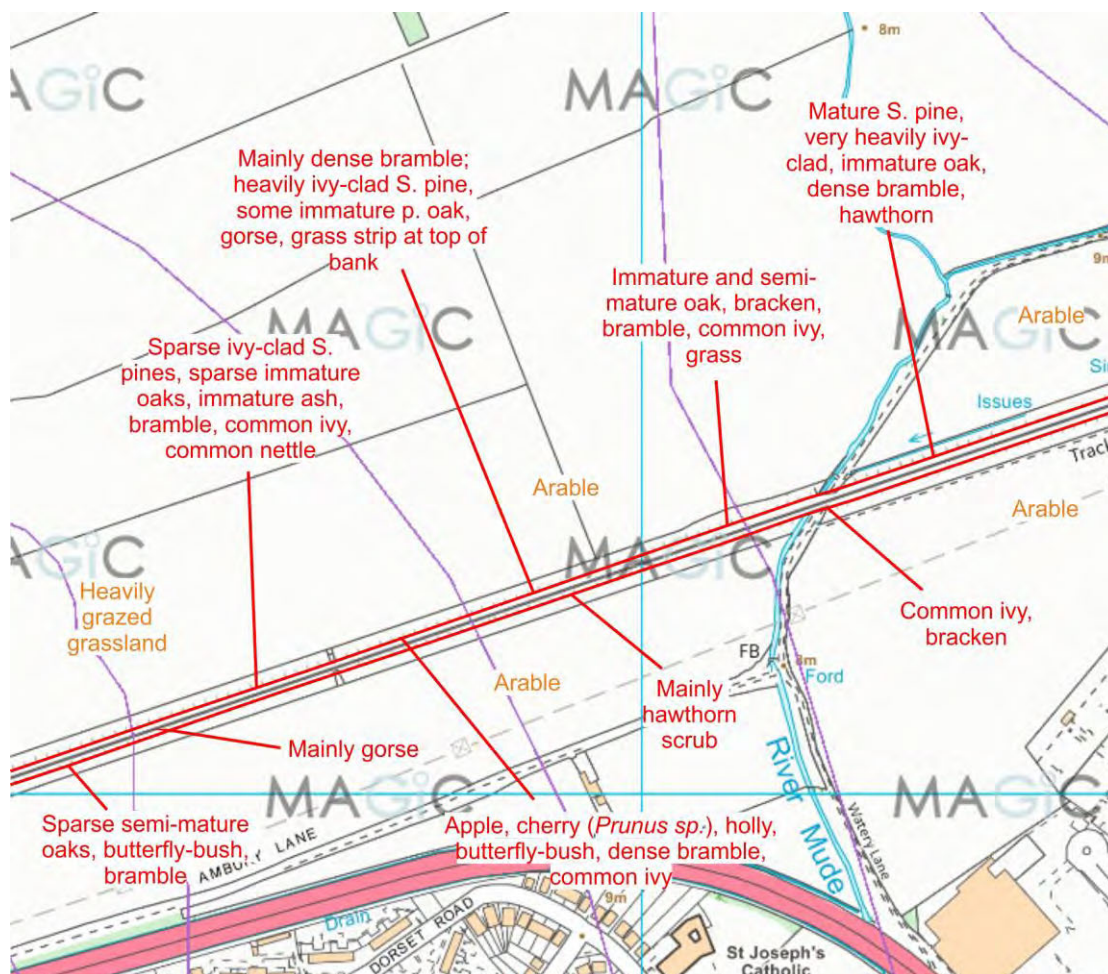 8m
MAGiC
MAGiC
Mature S. pine,
very heavily ivy-
clad, immature oak,
dense bramble,
hawthorn
Mainly dense bramble;
heavily ivy-clad S. pine,
some immature p. oak,
gorse, grass strip at top of
bank
Immature and semi-
mature oak, bracken,
bramble, common ivy,
grass
9m
Arable
MAGiC
MAGiC
Sparse ivy-clad S.
pines, sparse immature
oaks, immature ash,
bramble, common ivy,
common nettle
Issues
Track
Arable
Arable
MAGiC
MAGiC
Heavily
grazed
grassland
Common ivy,
bracken
FB
8m
Ford
Arable
Mainly
hawthorn
scrub
Mainly gorse
River Mude
MAGiC
MAGiC
MAGiC
Sparse semi-mature
oaks, butterfly-bush,
bramble
AMBURY LANE
Apple, cherry (Prunus sp.), holly,
butterfly-bush, dense bramble,
common ivy
Watery Lane
9m
Drain
DORSET ROAD
St Joseph's
Catholic